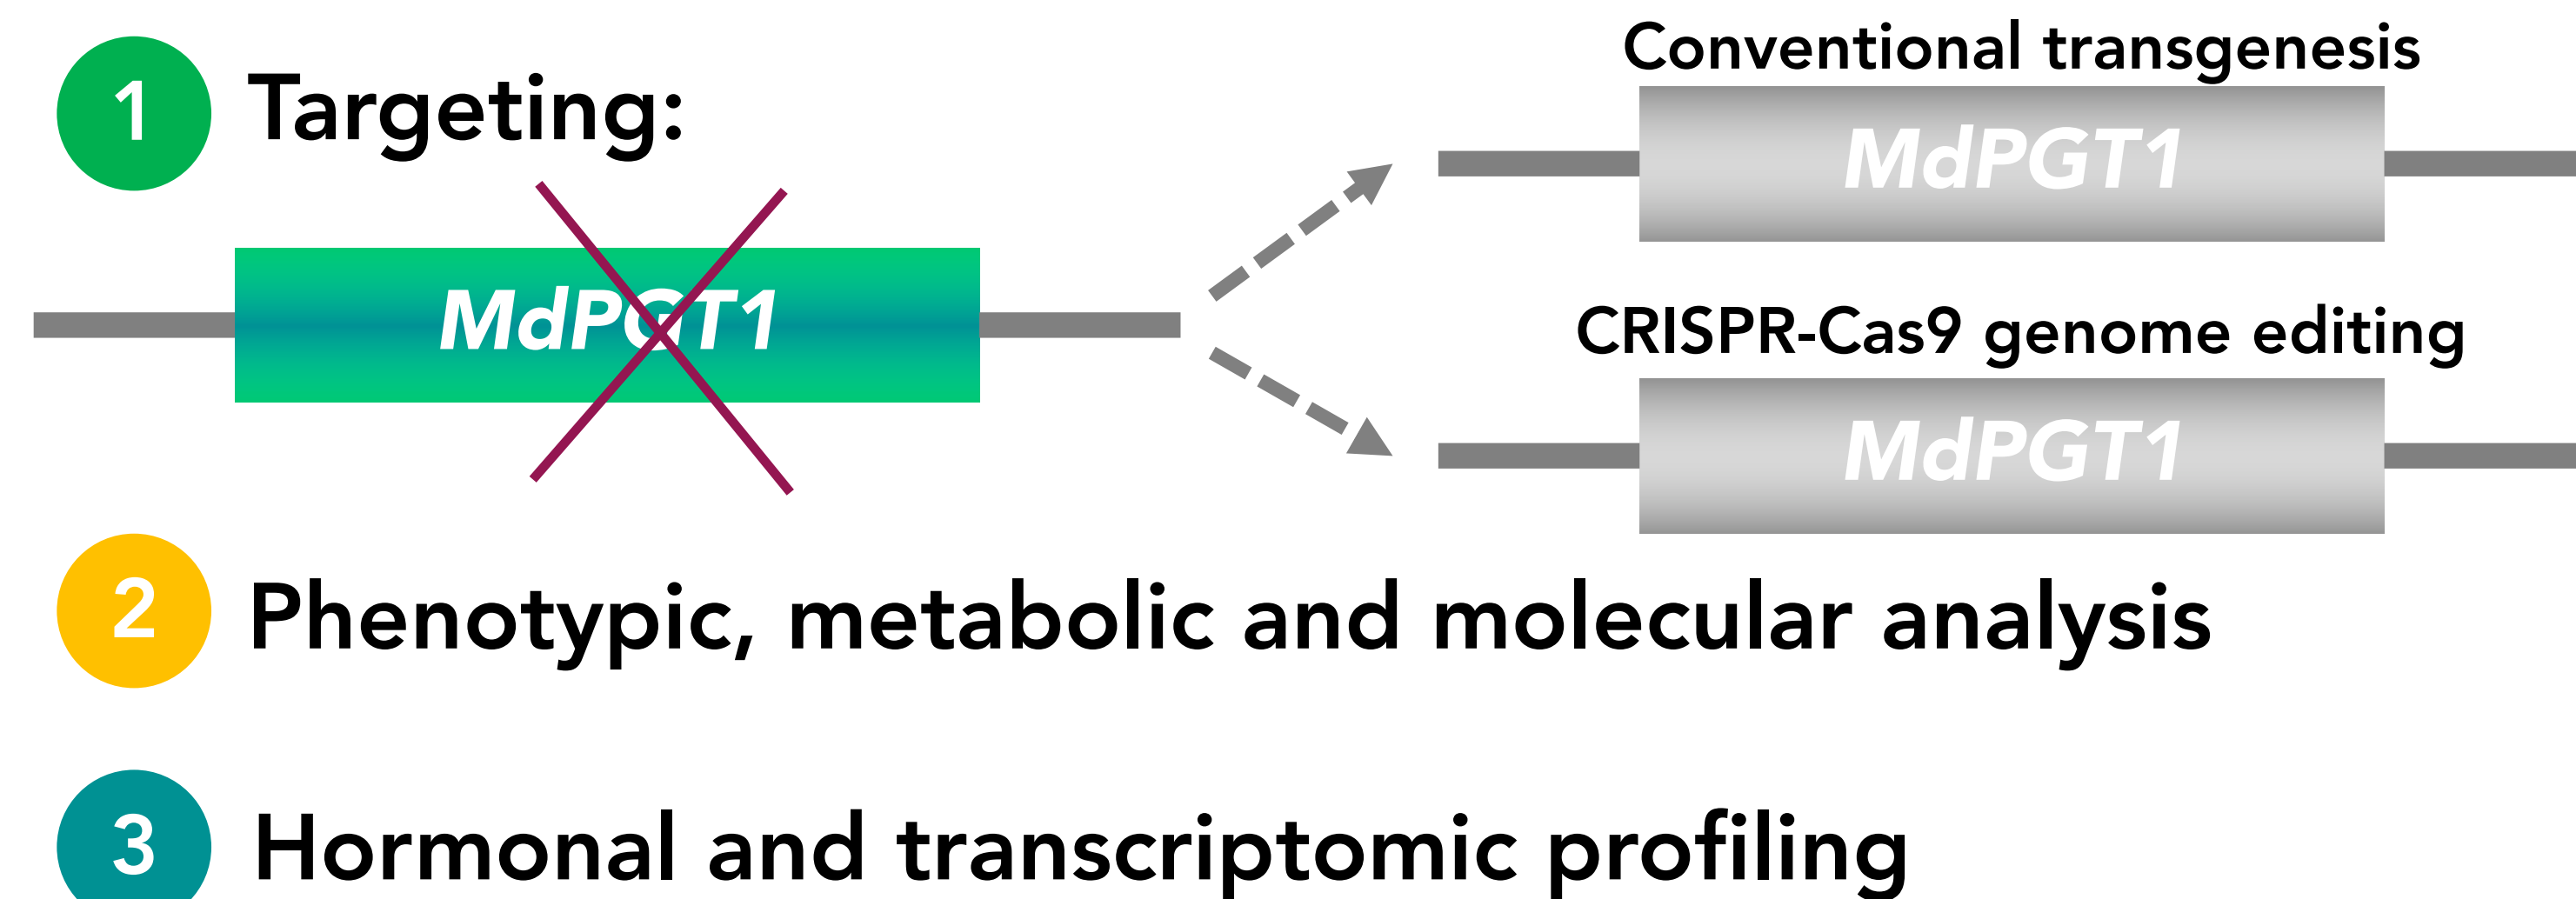 1 Targeting:
Conventional transgenesis
MdPGT1
MdPGT1
CRISPR-Cas9 genome editing
MdPGT1
2 Phenotypic, metabolic and molecular analysis
3 Hormonal and transcriptomic profiling